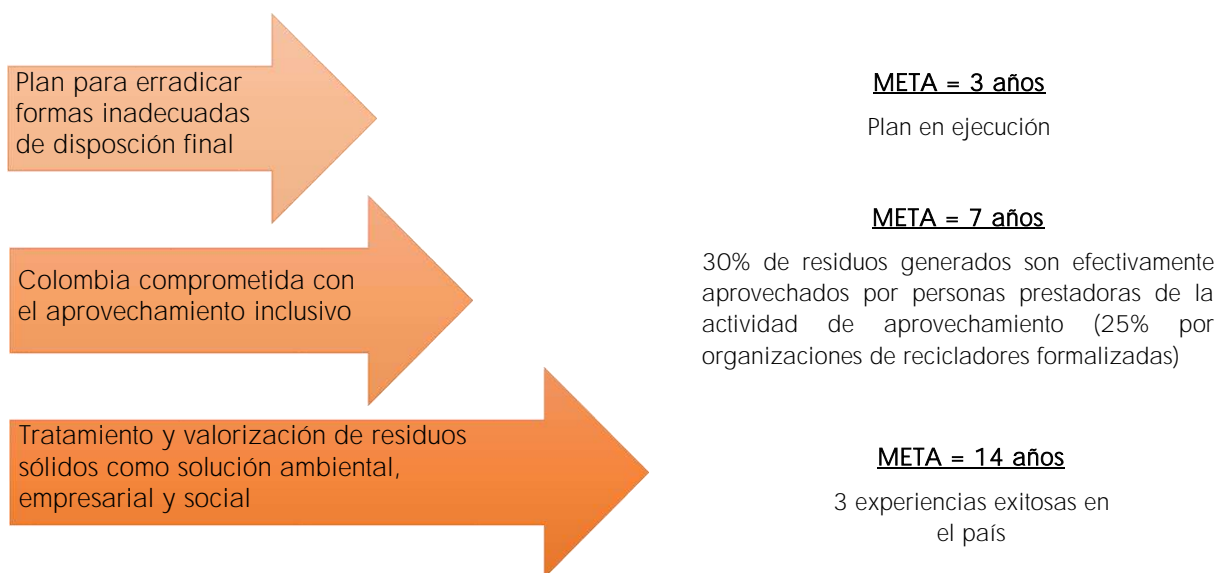 Plan para erradicar
formas inadecuadas
de disposción final
META = 3 años
Plan en ejecución
Colombia comprometida con
el aprovechamiento inclusivo
META = 7 años
30% de residuos generados son efectivamente
aprovechados por personas prestadoras de la
actividad de aprovechamiento (25% por
organizaciones de recicladores formalizadas)
Tratamiento y valorización de residuos
sólidos como solución ambiental,
empresarial y social
META = 14 años
3 experiencias exitosas en
el país